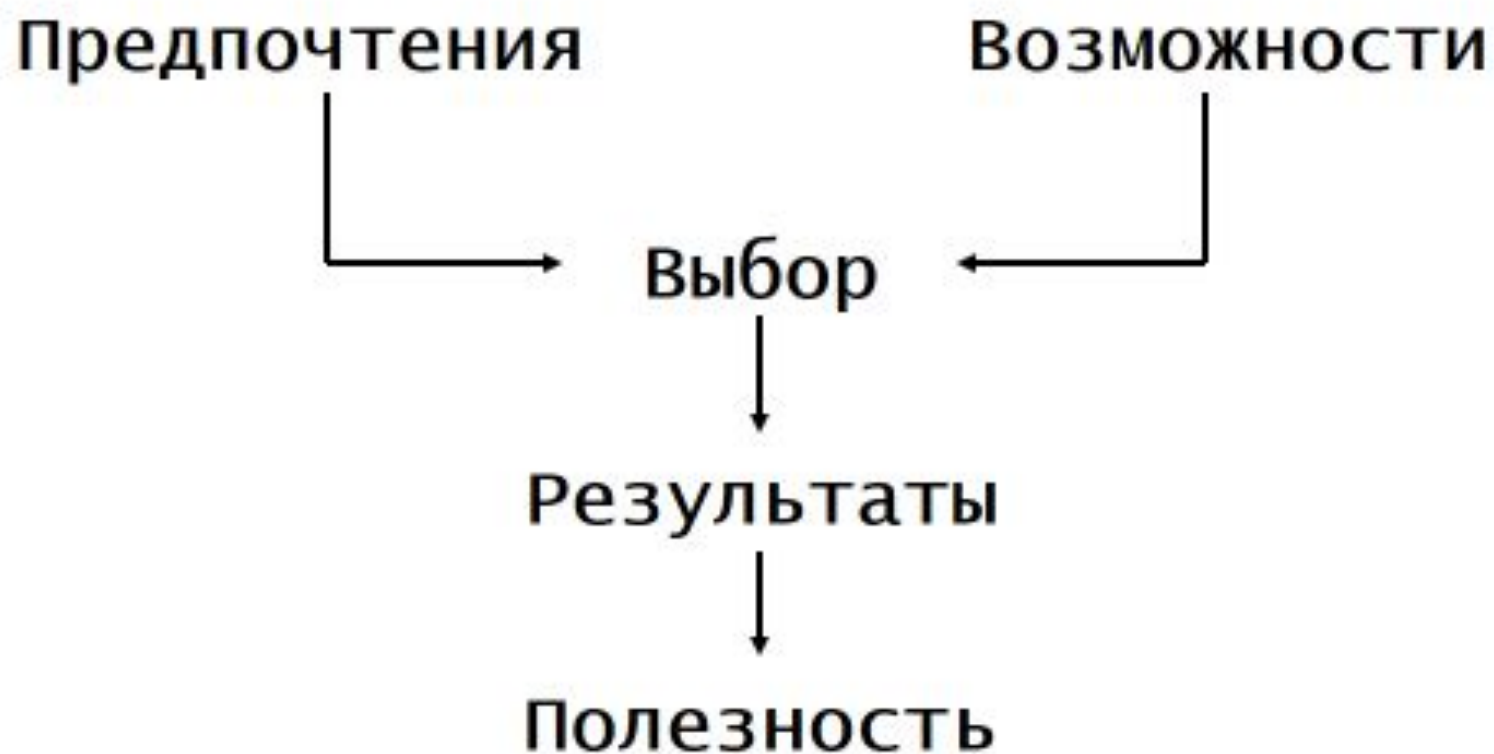 Предпочтения Возможности
Выбор
Результаты
Полезность